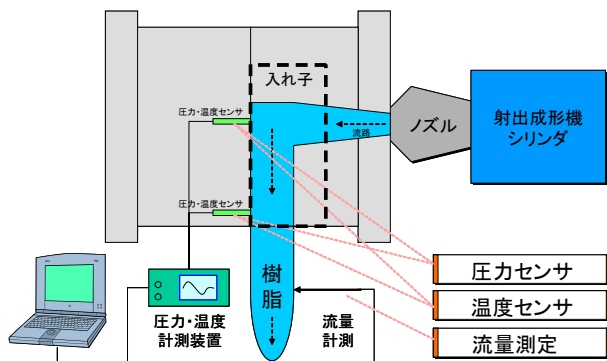 入れ子
圧力・温度センサ
流路
ノズル
射出成形機
シリンダ
圧力・温度センサ
樹
脂
圧力センサ
温度センサ
流量測定
圧力・温度
計測装置
流量
計測